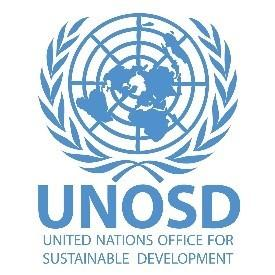 UNOSD
UNITED NATIONS OFFICE FOR
SUSTAINABLE DEVELOPMENT